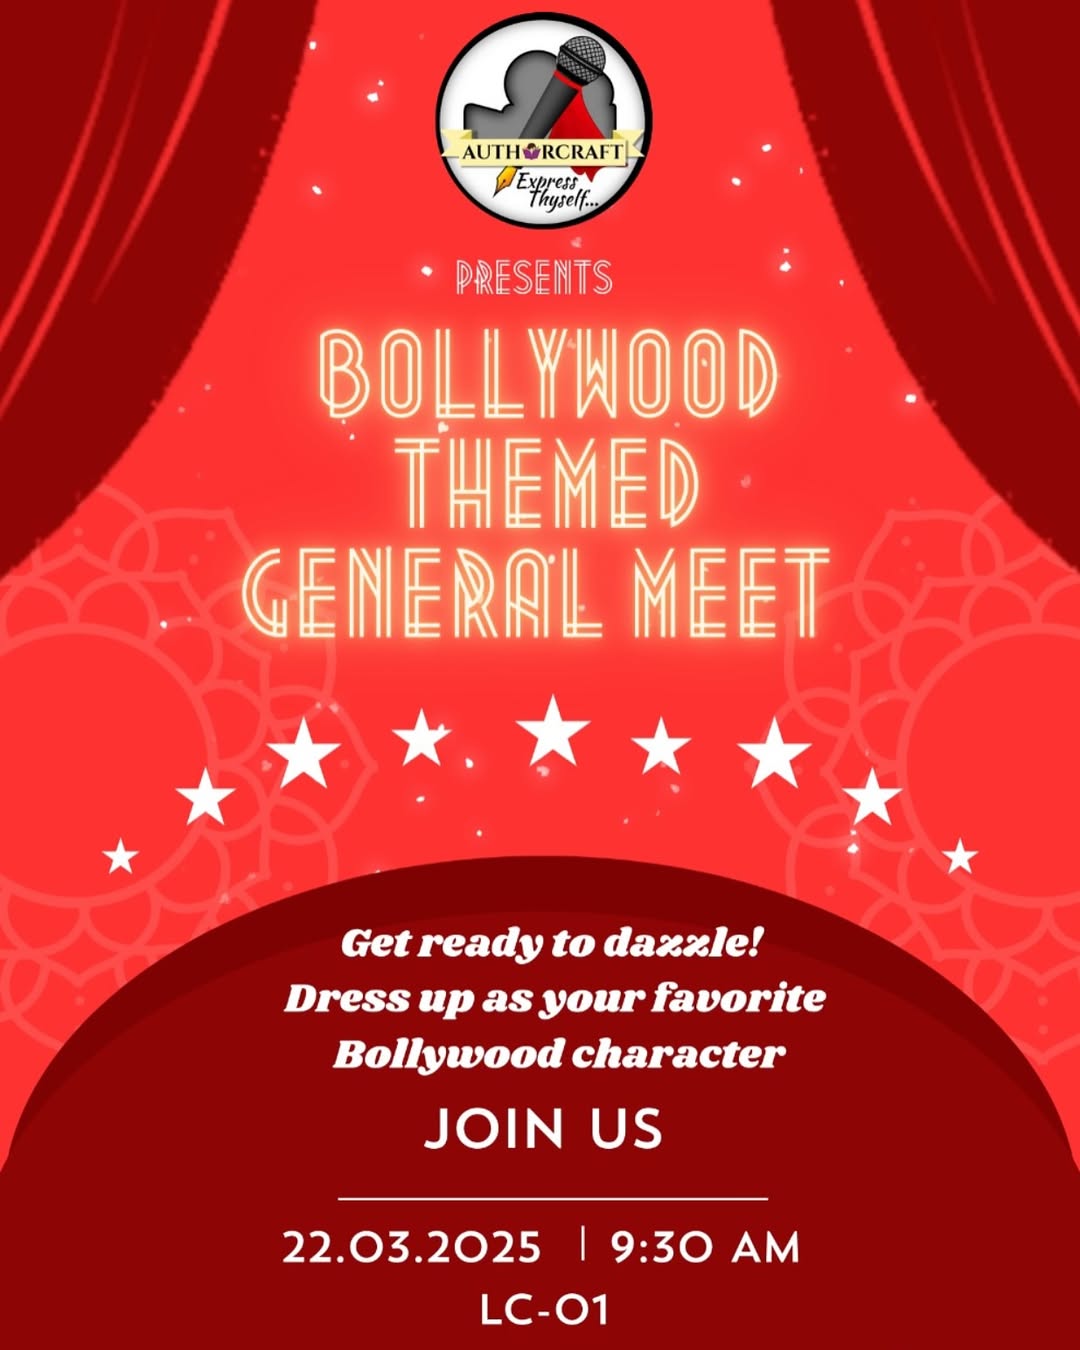 AUTHORCRAFT
Express
Thyself...
PRESENTS
BOLLYWOOD
THEMED
GENERAL MEET
Get ready to dazzle!
Dress up as your favorite
Bollywood character
JOIN US
22.03.2025 | 9:30 AM
LC-01